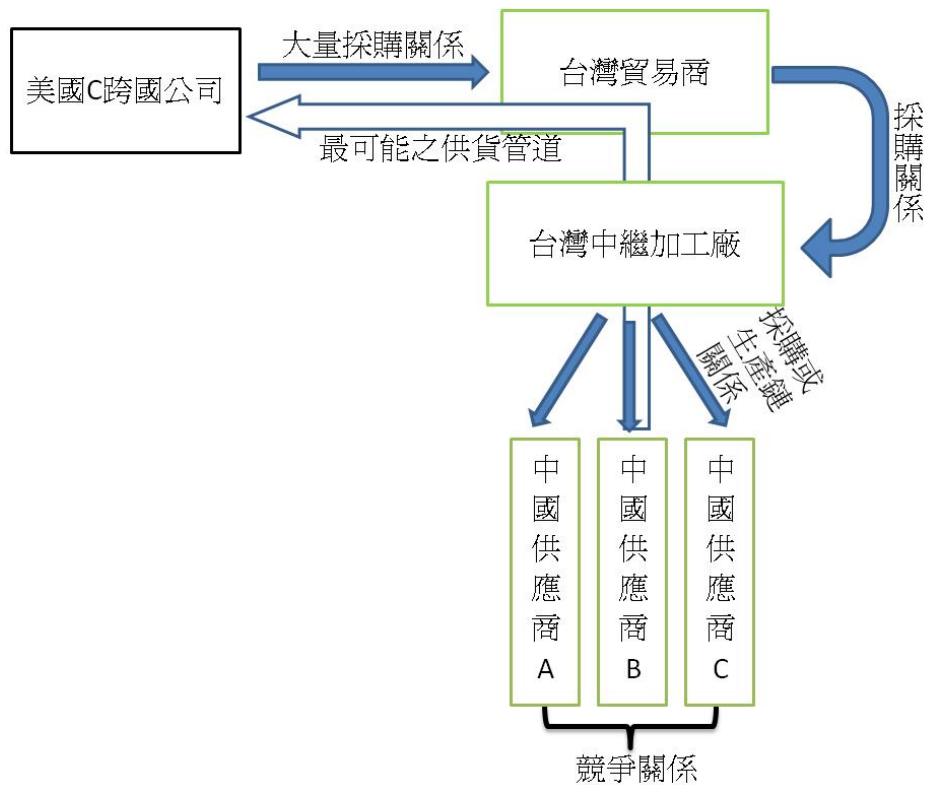 大量採購關係
美國C跨國公司
台灣貿易商
採購關係
最可能之供貨管道
台灣中繼加工廠
採購或
生產鏈
關係
中國供應商A
中國供應商B
中國供應商C
競爭關係